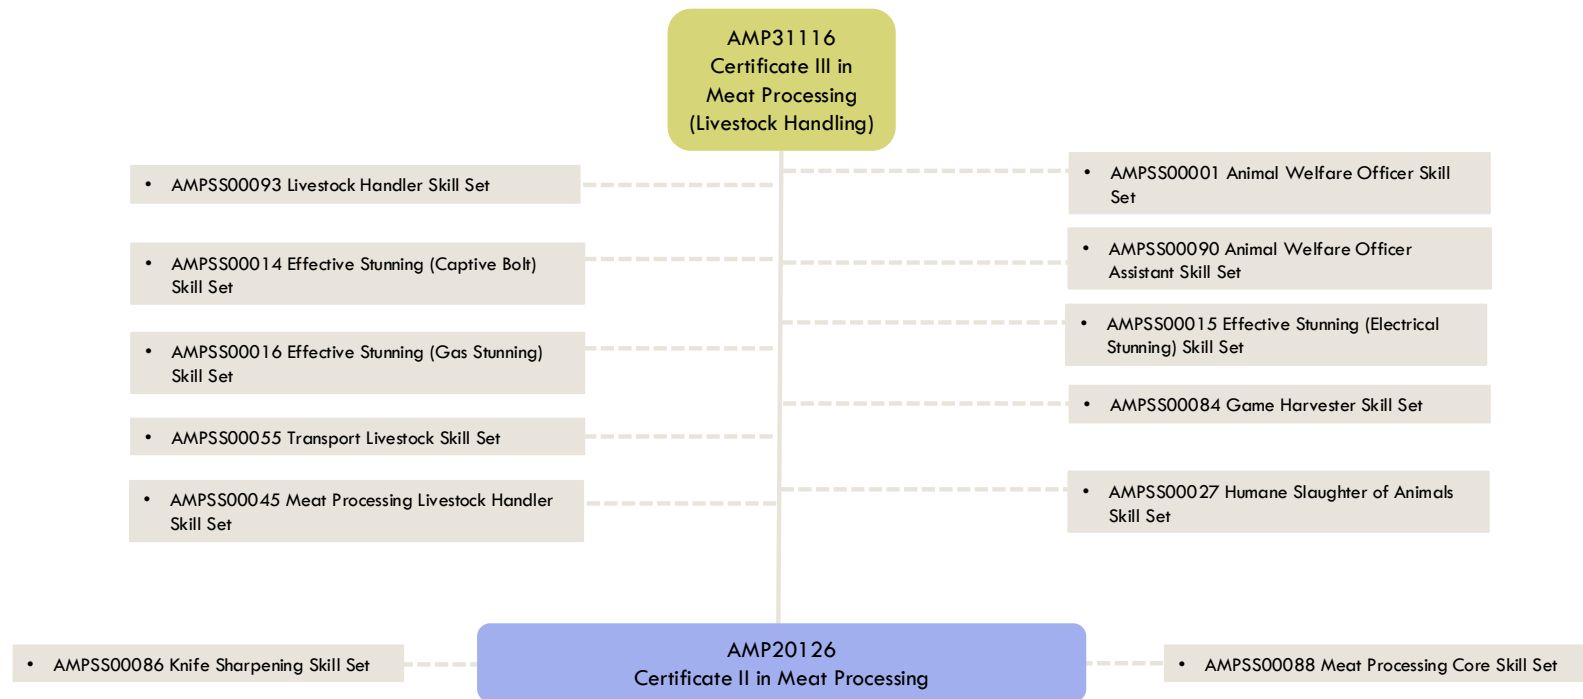 AMP31116
Certificate III in
Meat Processing
(Livestock Handling)
• AMPSS00093 Livestock Handler Skill Set
• AMPSS00014 Effective Stunning (Captive Bolt)
Skill Set
• AMPSS00016 Effective Stunning (Gas Stunning)
Skill Set
• AMPSS00055 Transport Livestock Skill Set
• AMPSS00045 Meat Processing Livestock Handler
Skill Set
• AMPSS00001 Animal Welfare Officer Skill
Set
• AMPSS00090 Animal Welfare Officer
Assistant Skill Set
• AMPSS00015 Effective Stunning (Electrical
Stunning) Skill Set
• AMPSS00084 Game Harvester Skill Set
• AMPSS00027 Humane Slaughter of Animals
Skill Set
• AMPSS00086 Knife Sharpening Skill Set
AMP20126
Certificate II in Meat Processing
• AMPSS00088 Meat Processing Core Skill Set